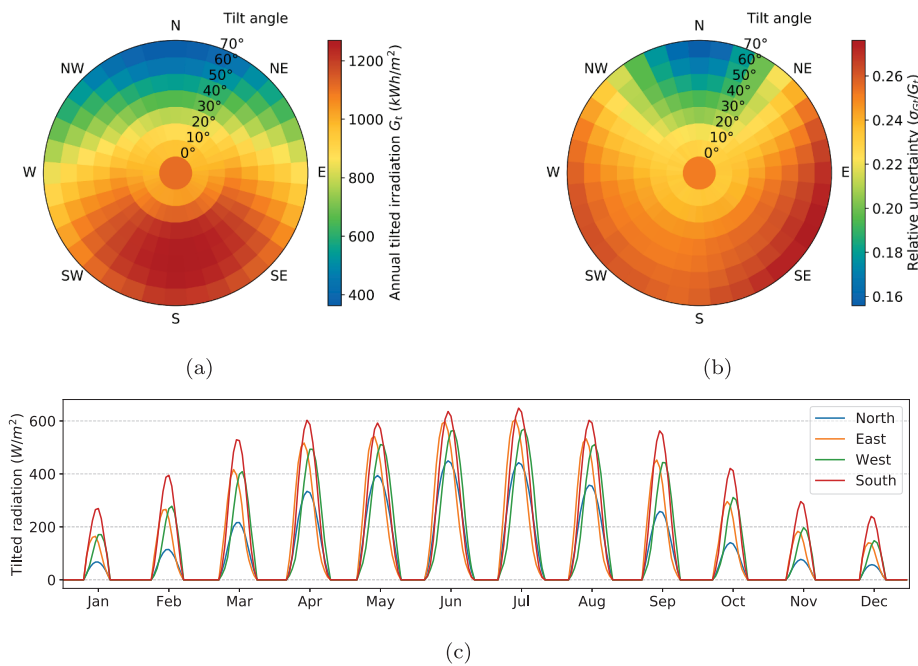 Tilt angle
N
NW
NE
W
E
SW
SE
S
70°
60°
50°
40°
30°
20°
10°
0°
1200
1000
800
600
400
Annual tilted irradiation G_t (kWh/m²)
(a)
Tilt angle
N
NW
NE
W
E
SW
SE
S
70°
60°
50°
40°
30°
20°
10°
0°
0.26
0.24
0.22
0.20
0.18
0.16
Relative uncertainty (σ_Gt/G_t)
(b)
Tilted radiation (W/m²)
600
400
200
0
Jan Feb Mar Apr May Jun Jul Aug Sep Oct Nov Dec
North
East
West
South
(c)